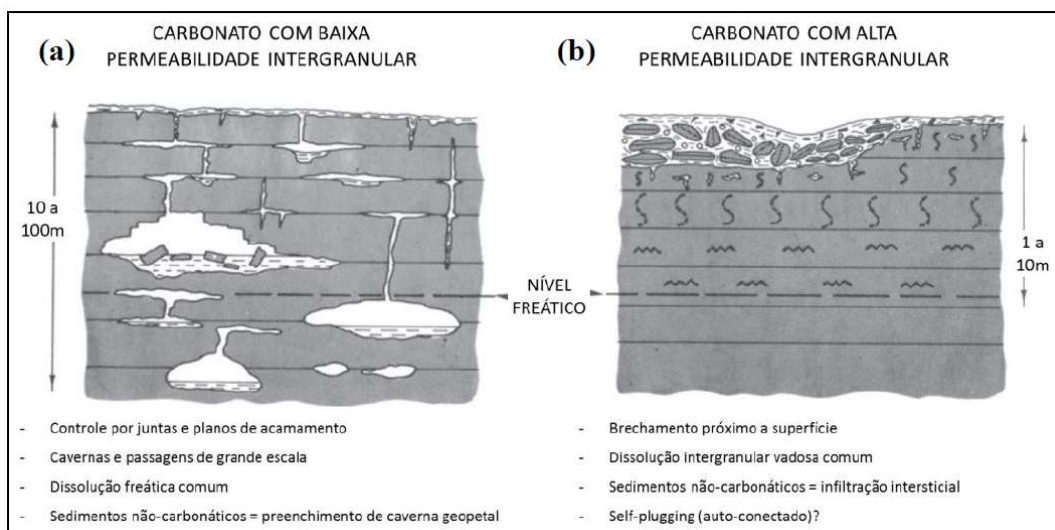 (a)
CARBONATO COM BAIXA
PERMEABILIDADE INTERGRANULAR
10 a
100m
- Controle por juntas e planos de acamamento
- Cavernas e passagens de grande escala
- Dissolução freática comum
- Sedimentos não-carbonáticos = preenchimento de caverna geopetal
NÍVEL
FREÁTICO
(b)
CARBONATO COM ALTA
PERMEABILIDADE INTERGRANULAR
1 a
10m
- Brechamento próximo a superfície
- Dissolução intergranular vadosa comum
- Sedimentos não-carbonáticos = infiltração intersticial
- Self-plugging (auto-conectado)?